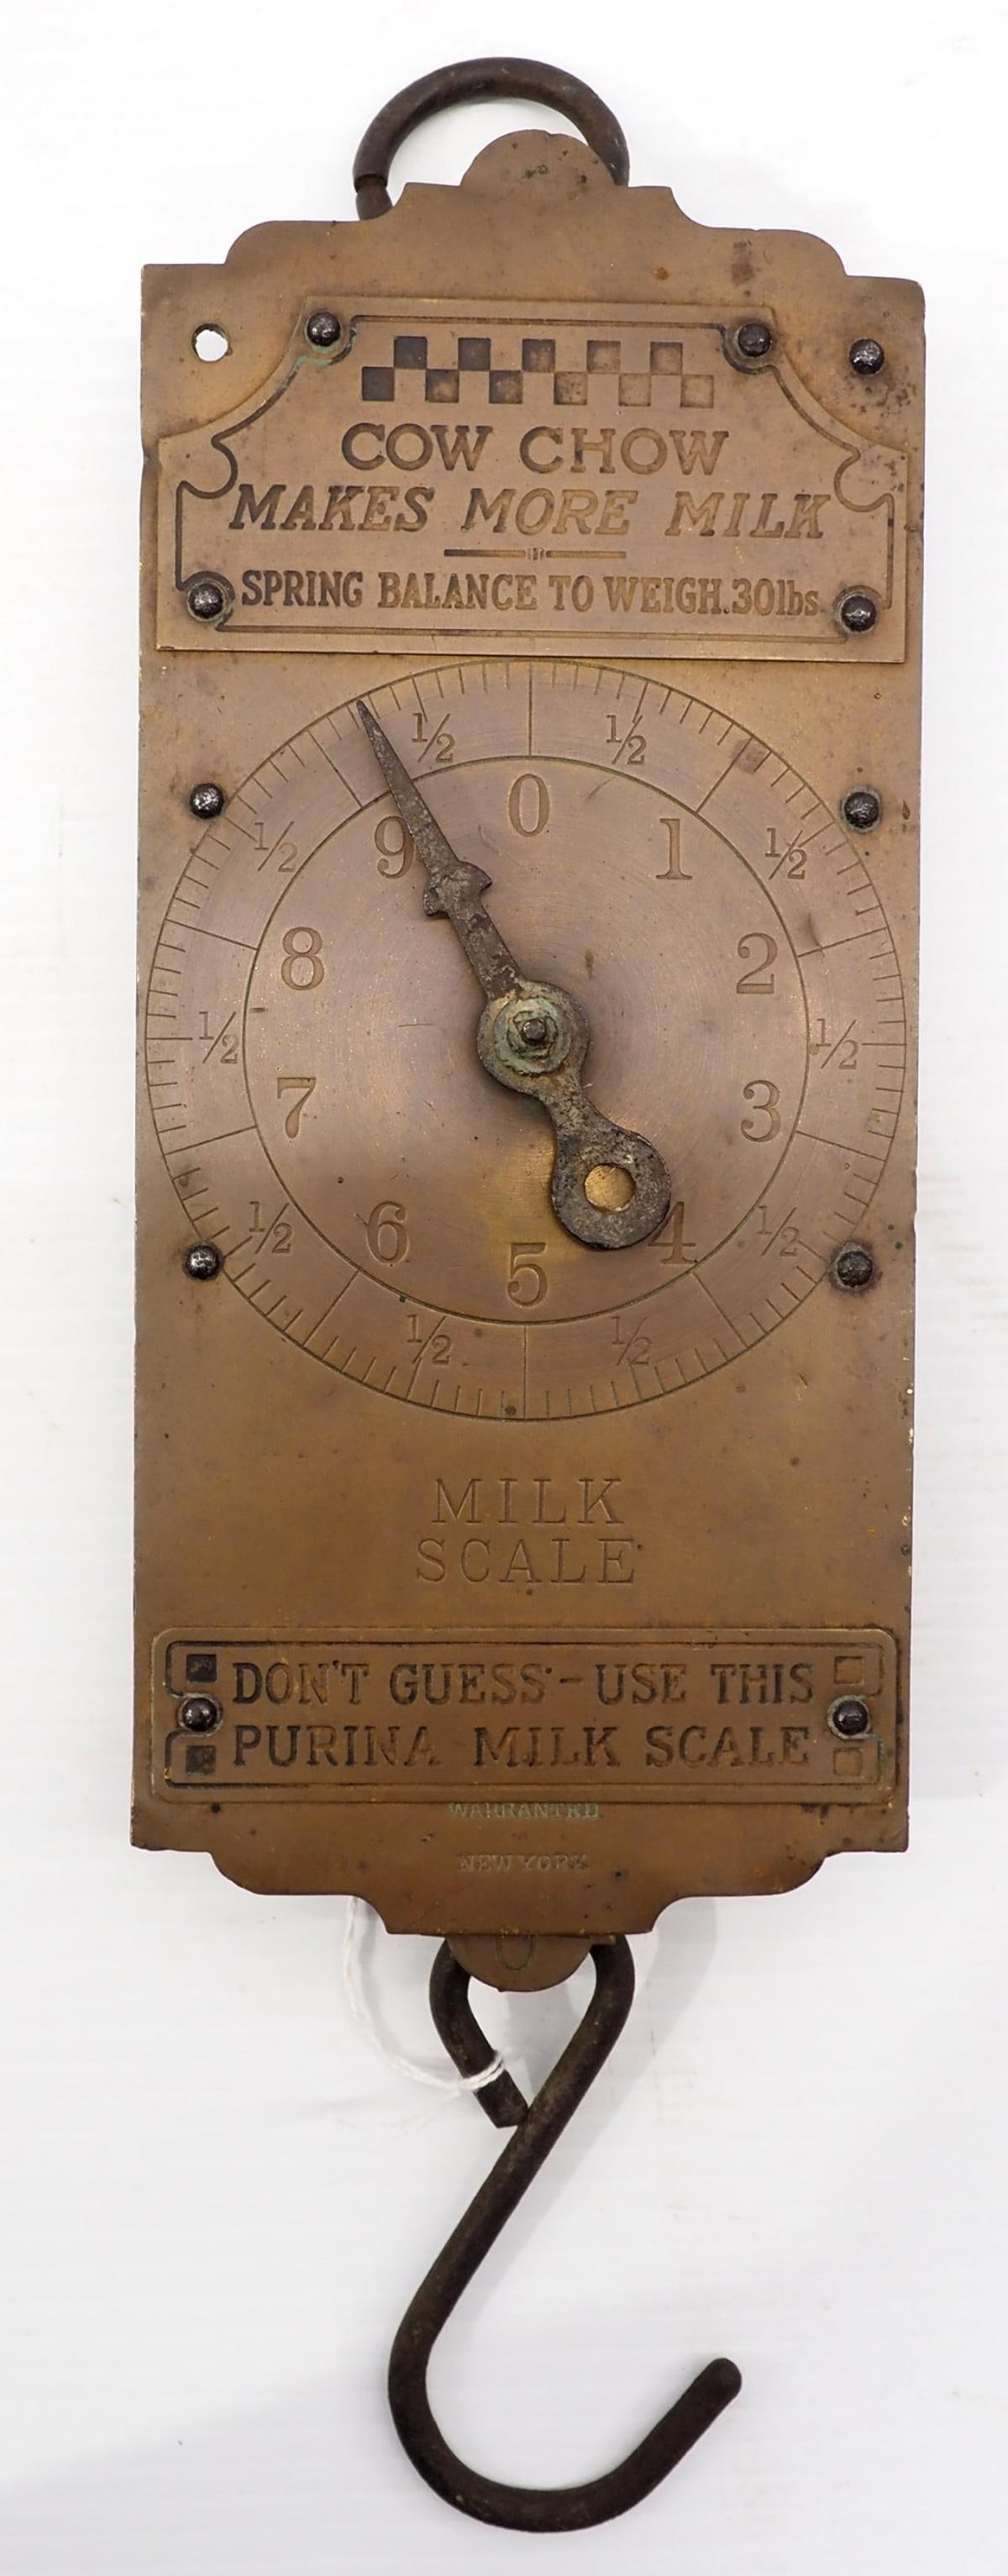 COW CHOW
MAKES MORE MILK
SPRING BALANCE TO WEIGH.30lbs.
½ ½
0
9 1
½ ½
8 2
½ ½
7 3
½ ½
6 4
5
½ ½
MILK
SCALE
DON'T GUESS - USE THIS
PURINA MILK SCALE
WARRANTED
NEW YORK